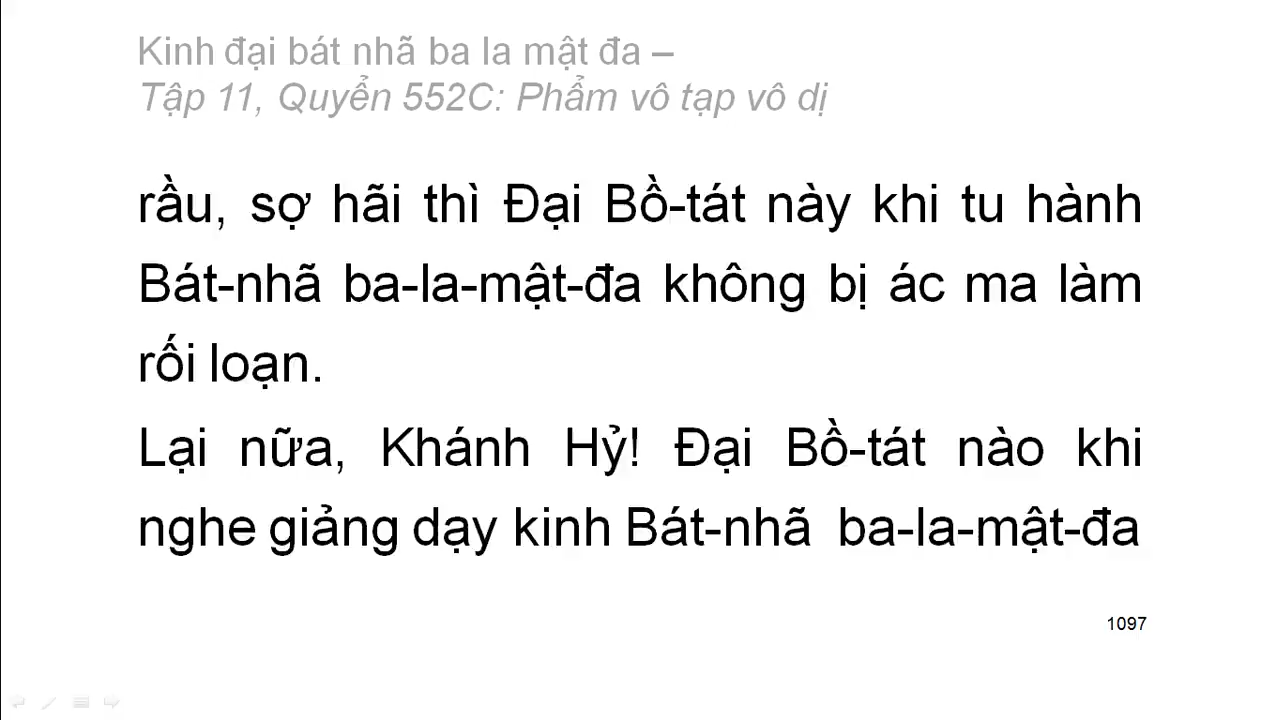 Kinh đại bát nhã ba la mật đa –
Tập 11, Quyển 552C: Phẩm vô tạp vô dị
rầu, sợ hãi thì Đại Bồ-tát này khi tu hành
Bát-nhã ba-la-mật-đa không bị ác ma làm
rối loạn.
Lại nữa, Khánh Hỷ! Đại Bồ-tát nào khi
nghe giảng dạy kinh Bát-nhã ba-la-mật-đa
1097